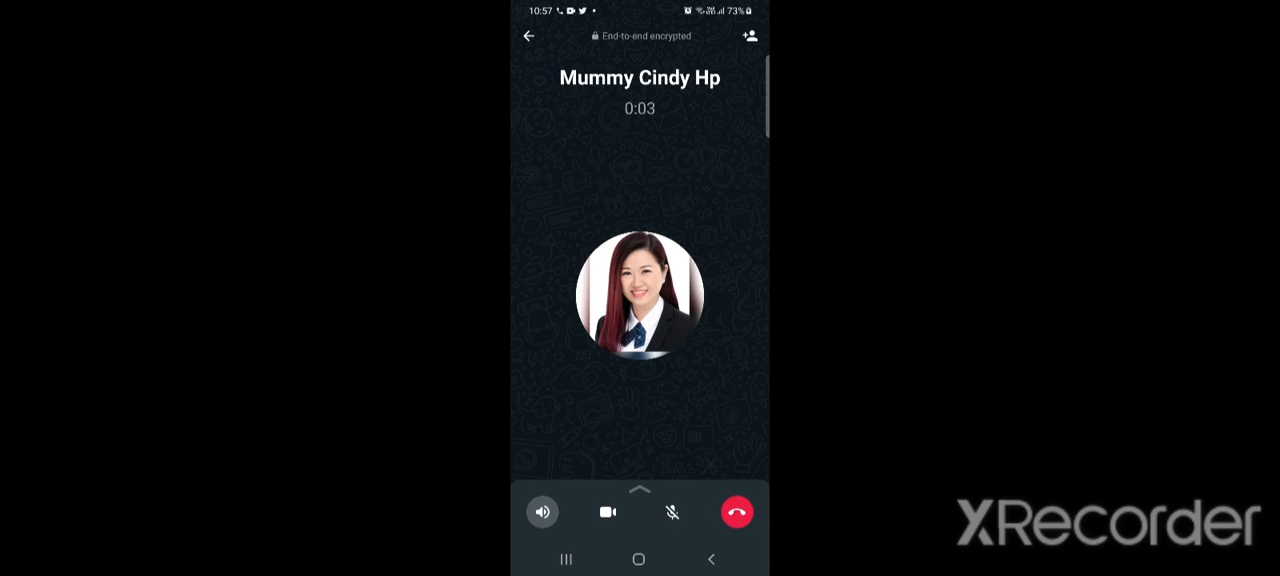 10:57
73%
End-to-end encrypted
Mummy Cindy Hp
0:03
XRecorder